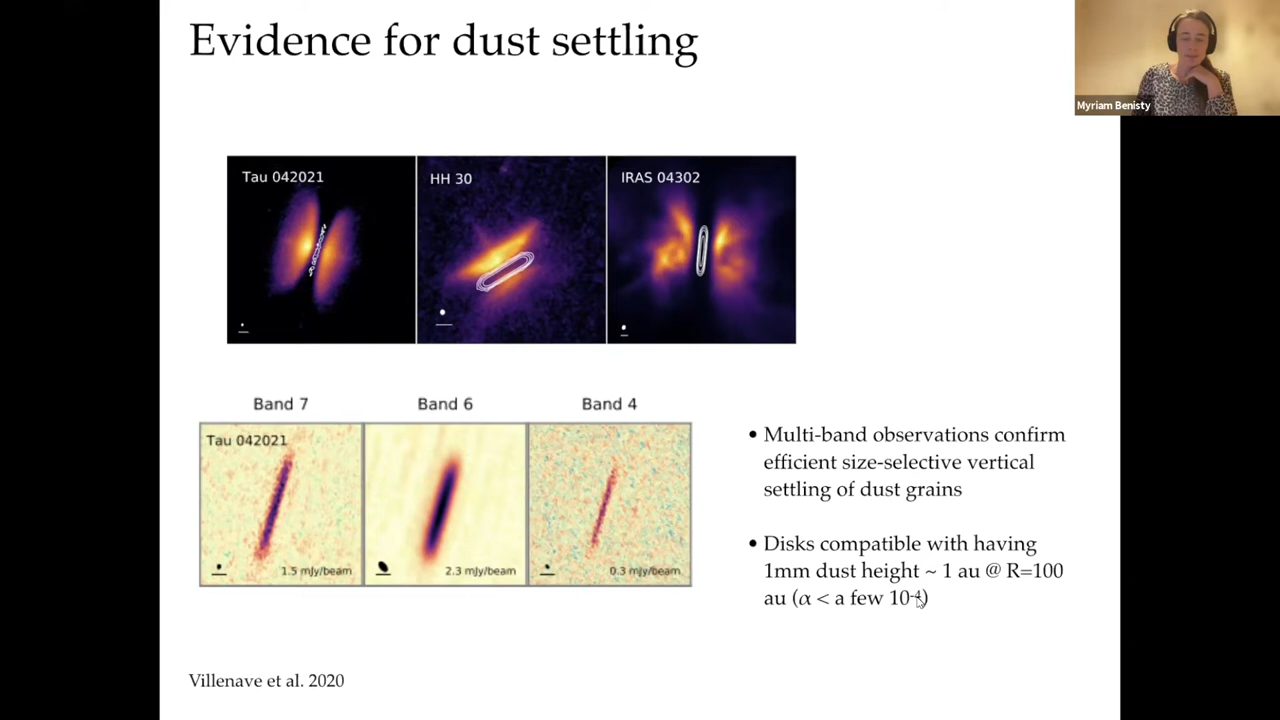 Evidence for dust settling
Myriam Benisty
Tau 042021
HH 30
IRAS 04302
Band 7
Band 6
Band 4
Tau 042021
1.5 mJy/beam
2.3 mJy/beam
0.3 mJy/beam
• Multi-band observations confirm
efficient size-selective vertical
settling of dust grains
• Disks compatible with having
1mm dust height ~ 1 au @ R=100
au (α < a few 10⁻⁴)
Villenave et al. 2020